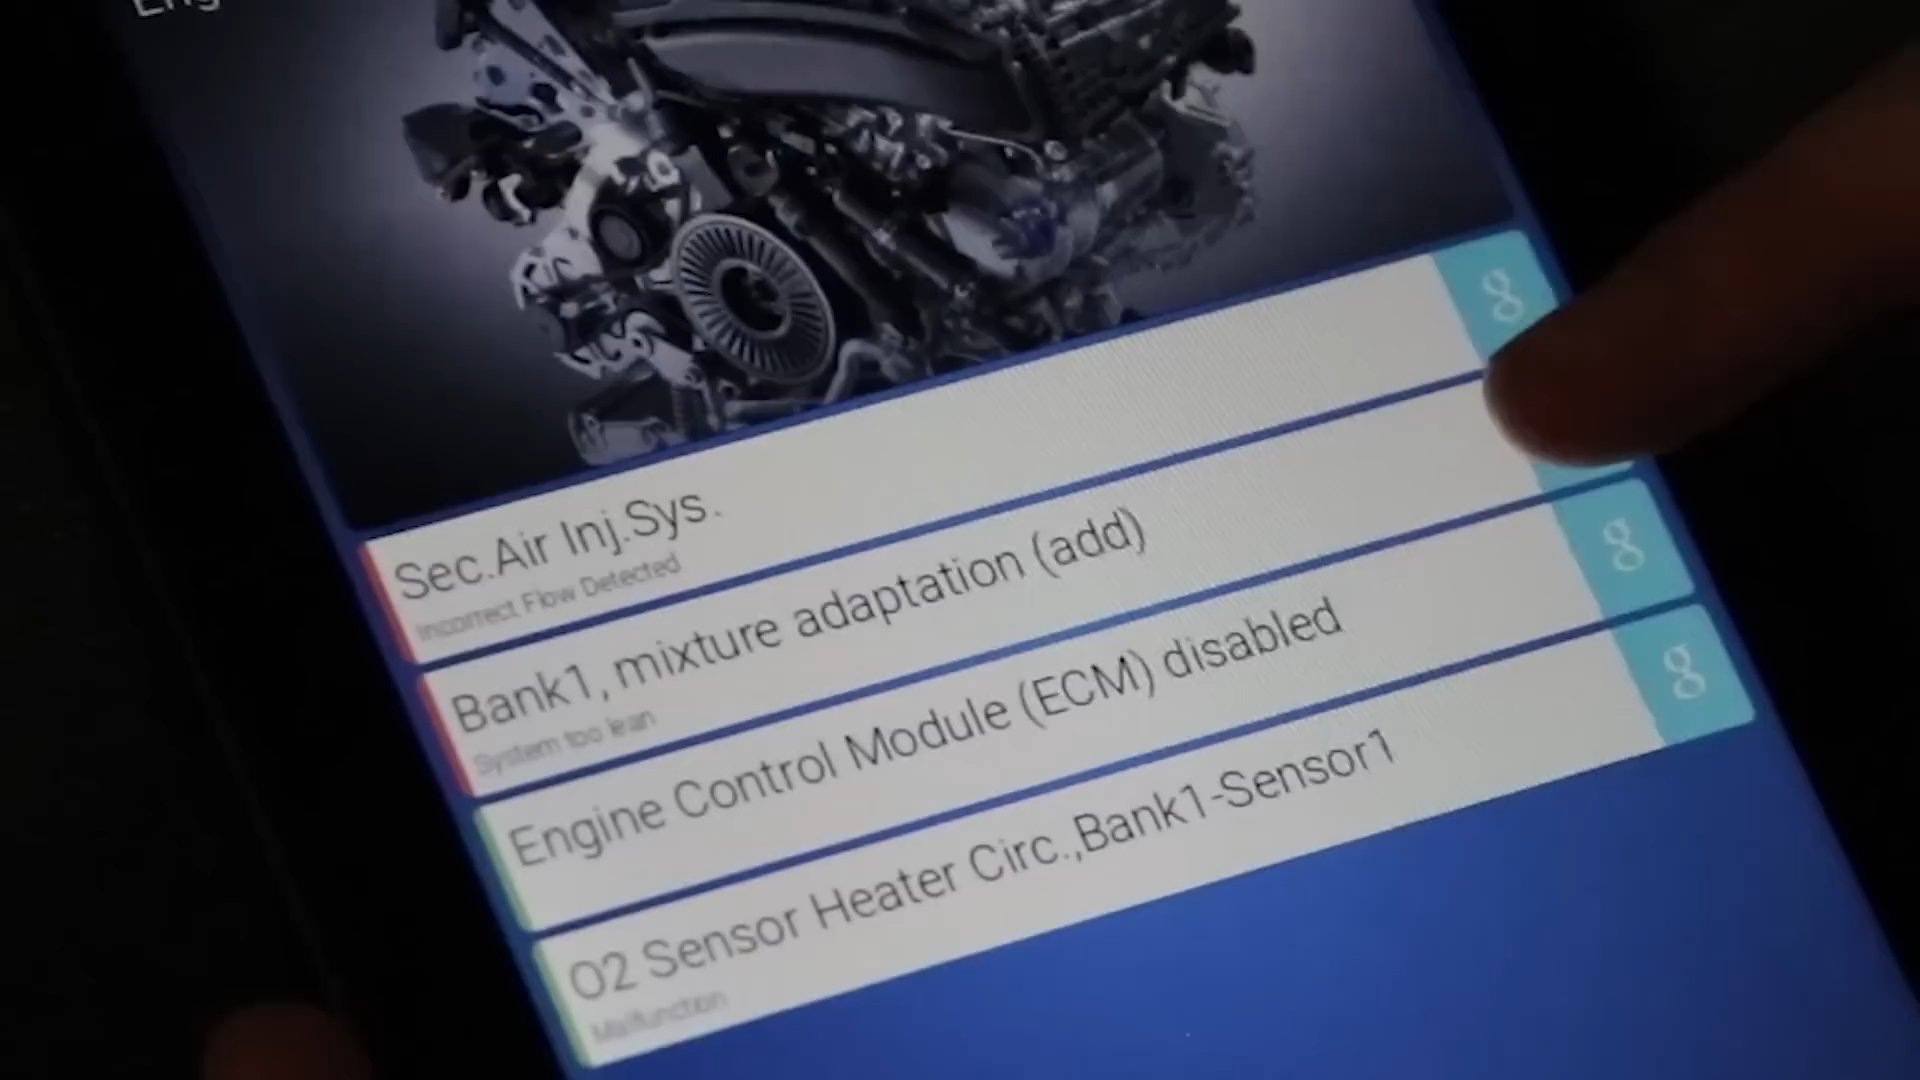 Eng
g
Sec.Air Inj.Sys.
Incorrect Flow Detected
Bank1, mixture adaptation (add)
System too lean
g
Engine Control Module (ECM) disabled
g
O2 Sensor Heater Circ.,Bank1-Sensor1
Malfunction